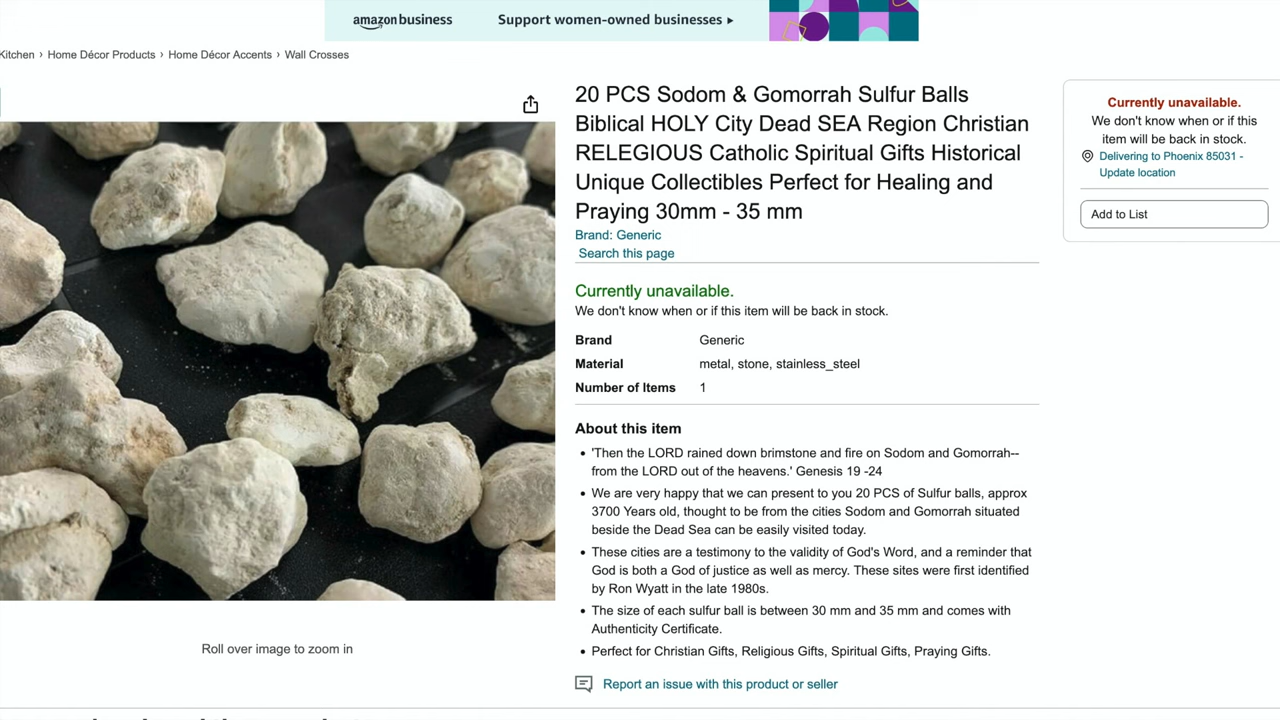 amazon business
Support women-owned businesses ▸
Kitchen › Home Décor Products › Home Décor Accents › Wall Crosses
20 PCS Sodom & Gomorrah Sulfur Balls
Biblical HOLY City Dead SEA Region Christian
RELEGIOUS Catholic Spiritual Gifts Historical
Unique Collectibles Perfect for Healing and
Praying 30mm - 35 mm
Brand: Generic
Search this page
Currently unavailable.
We don't know when or if this item will be back in stock.
Brand Generic
Material metal, stone, stainless_steel
Number of Items 1
About this item
• 'Then the LORD rained down brimstone and fire on Sodom and Gomorrah--
from the LORD out of the heavens.' Genesis 19 -24
• We are very happy that we can present to you 20 PCS of Sulfur balls, approx
3700 Years old, thought to be from the cities Sodom and Gomorrah situated
beside the Dead Sea can be easily visited today.
• These cities are a testimony to the validity of God's Word, and a reminder that
God is both a God of justice as well as mercy. These sites were first identified
by Ron Wyatt in the late 1980s.
• The size of each sulfur ball is between 30 mm and 35 mm and comes with
Authenticity Certificate.
• Perfect for Christian Gifts, Religious Gifts, Spiritual Gifts, Praying Gifts.
Report an issue with this product or seller
Currently unavailable.
We don't know when or if this
item will be back in stock.
Delivering to Phoenix 85031 -
Update location
Add to List
Roll over image to zoom in